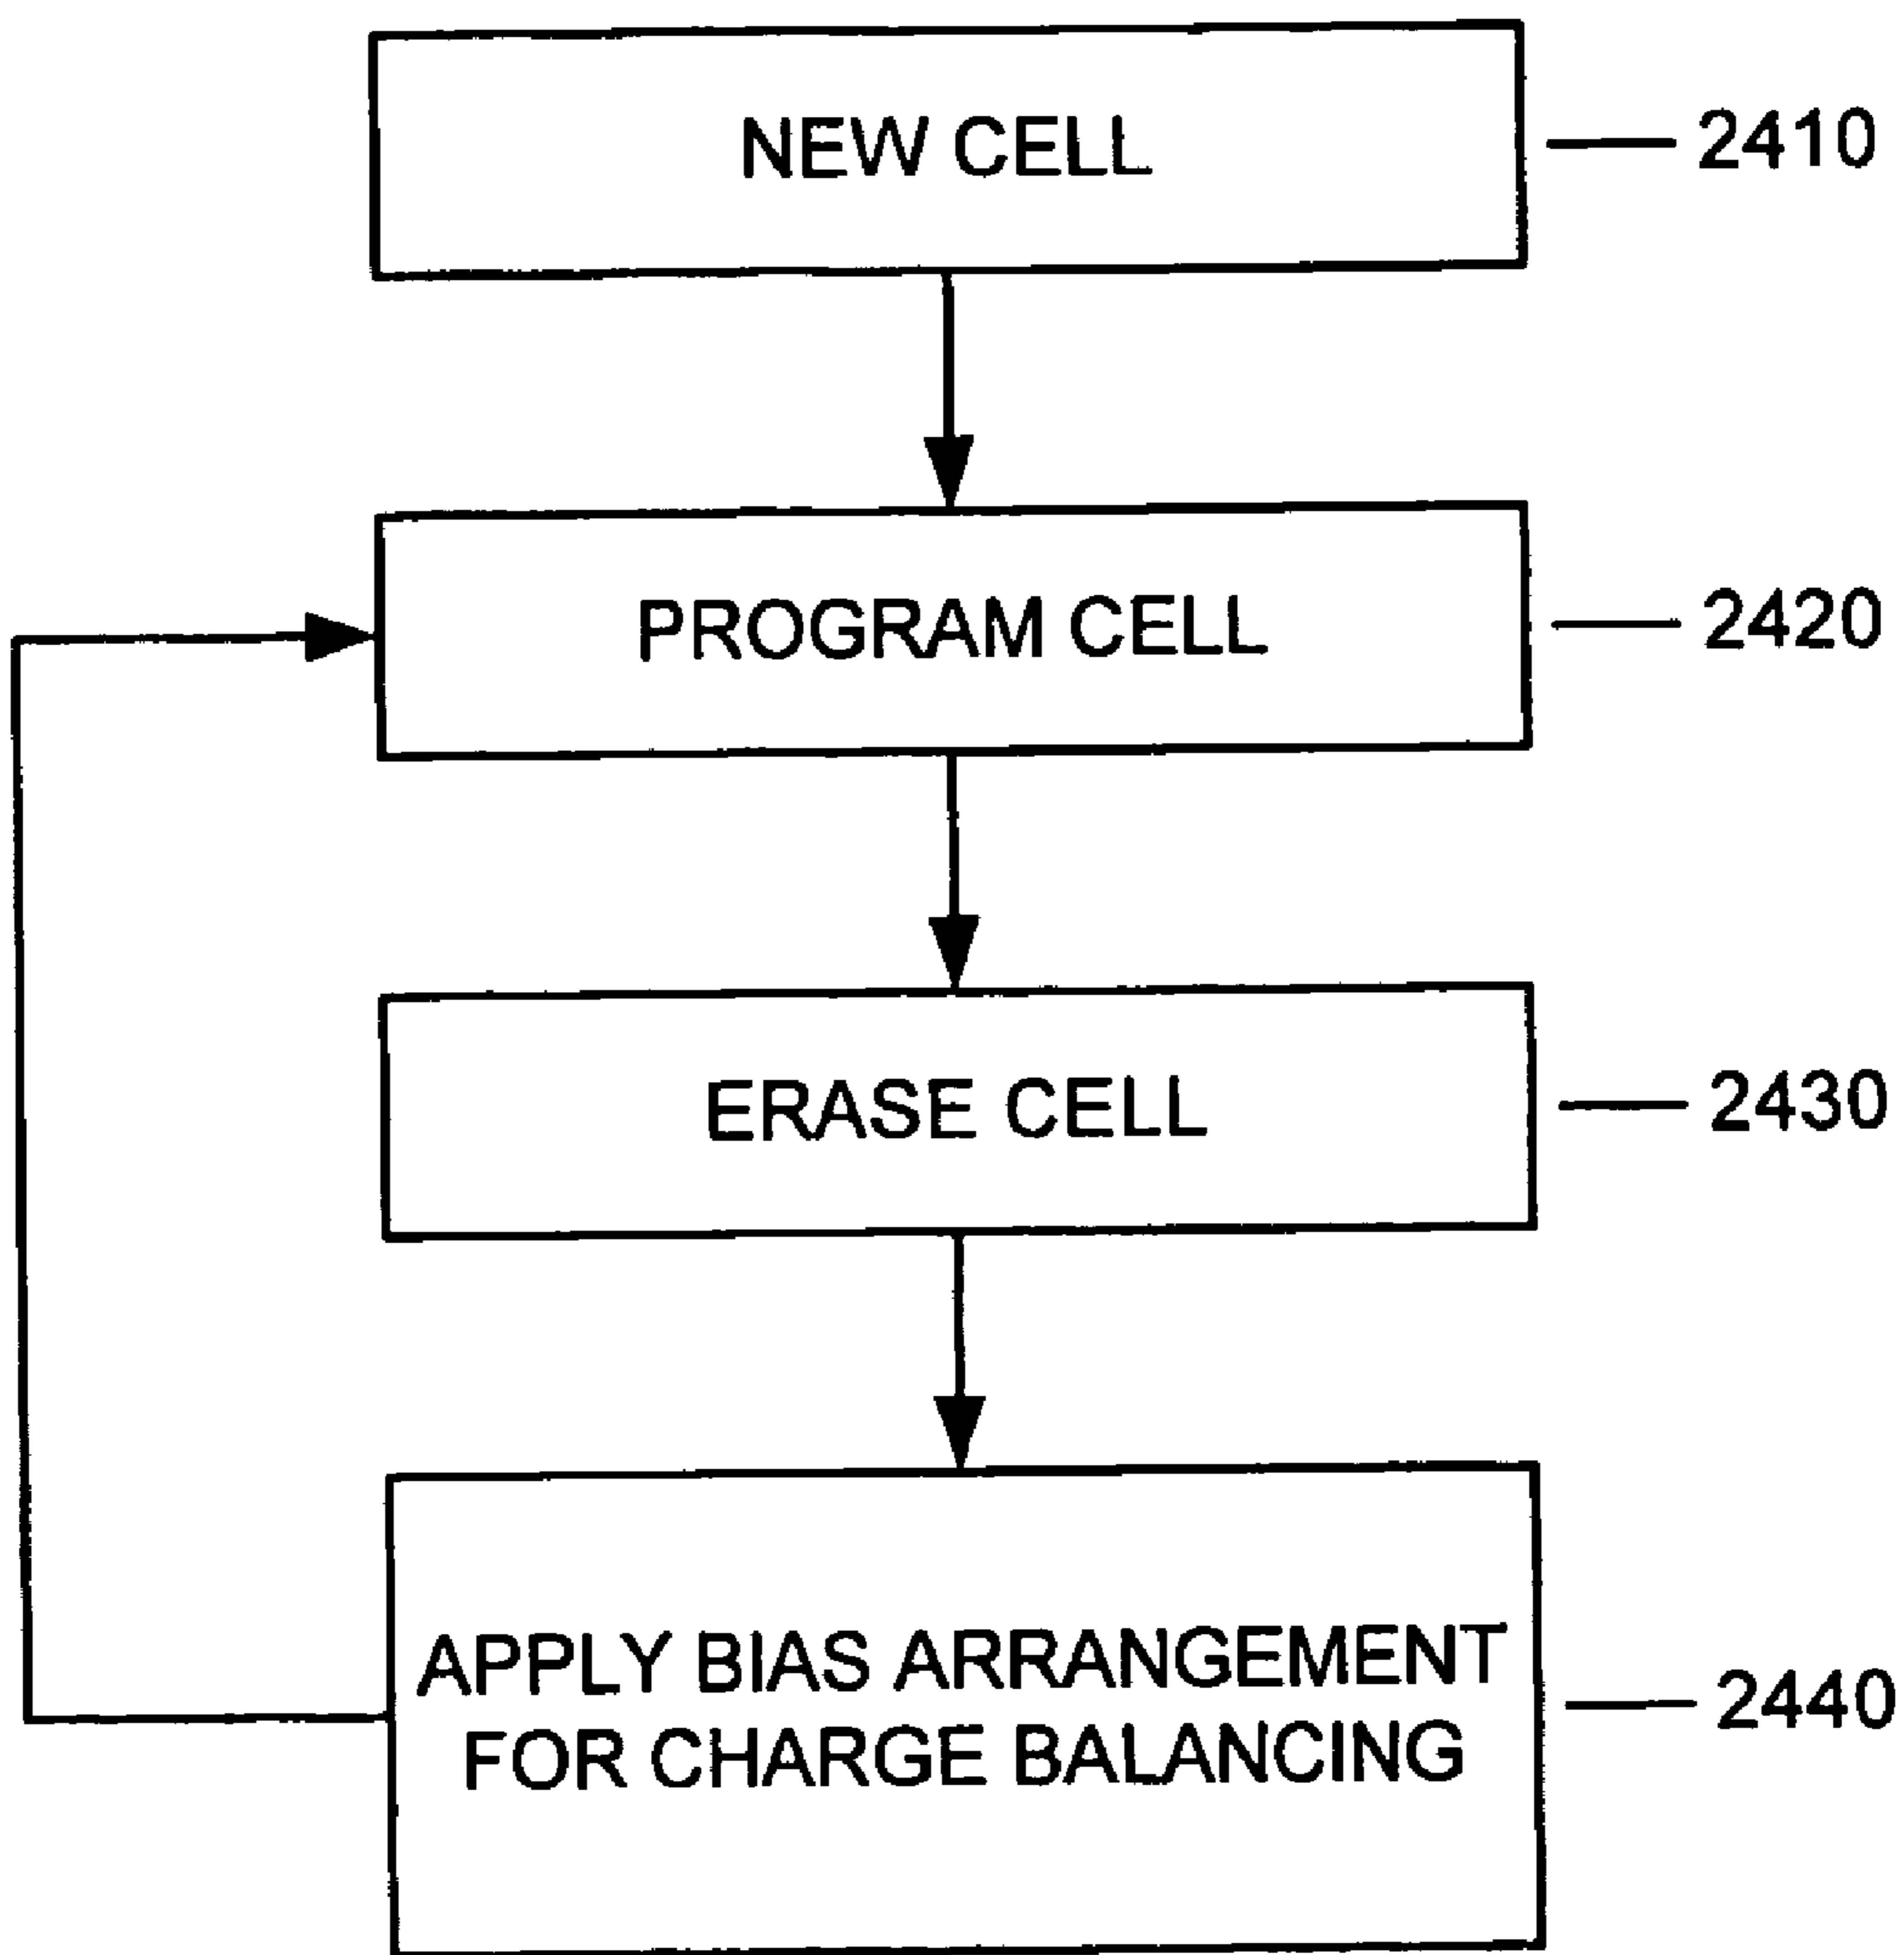 NEW CELL
2410
PROGRAM CELL
2420
ERASE CELL
2430
APPLY BIAS ARRANGEMENT
FOR CHARGE BALANCING
2440